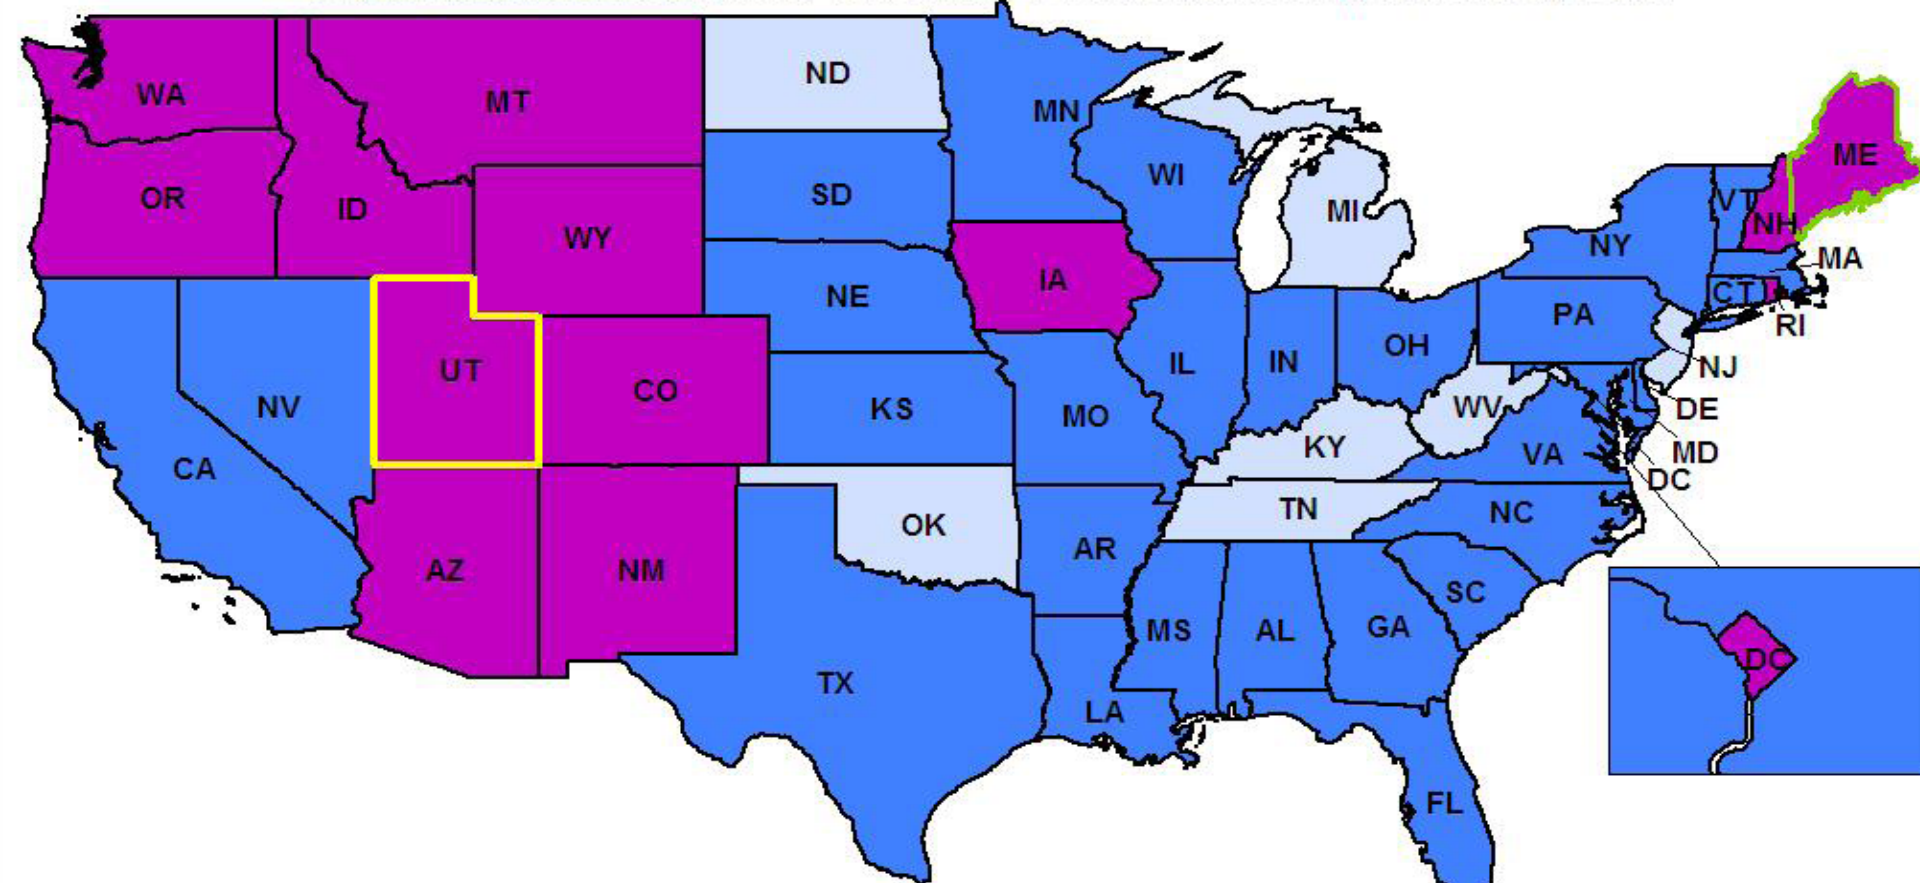 WA
MT
ND
MN
OR
ID
WY
SD
WI
MI
NY
VT
NH
ME
MA
CT
RI
NE
IA
PA
NJ
UT
CO
NV
KS
MO
IL
IN
OH
WV
DE
MD
DC
VA
KY
CA
OK
TN
NC
AR
AZ
NM
SC
MS
AL
GA
TX
LA
FL
DC